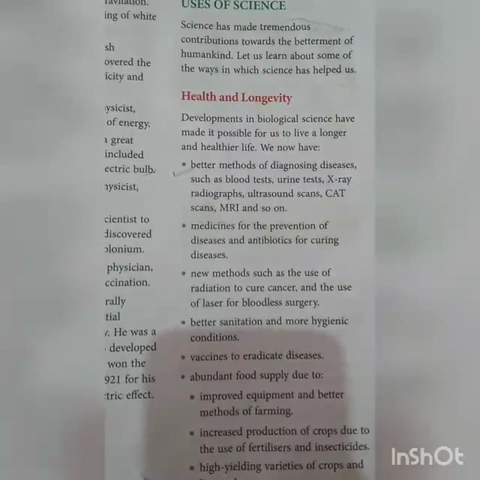 ravitation.
ing of white
sh
overed the
icity and
ysicist,
of energy.
great
included
ectric bulb.
ysicist,
cientist to
discovered
olonium.
physician,
ccination.
rally
tial
. He was a
developed
won the
921 for his
tric effect.
USES OF SCIENCE
Science has made tremendous
contributions towards the betterment of
humankind. Let us learn about some of
the ways in which science has helped us.
Health and Longevity
Developments in biological science have
made it possible for us to live a longer
and healthier life. We now have:
• better methods of diagnosing diseases,
such as blood tests, urine tests, X-ray
radiographs, ultrasound scans, CAT
scans, MRI and so on.
• medicines for the prevention of
diseases and antibiotics for curing
diseases.
• new methods such as the use of
radiation to cure cancer, and the use
of laser for bloodless surgery.
• better sanitation and more hygienic
conditions.
• vaccines to eradicate diseases.
• abundant food supply due to:
• improved equipment and better
methods of farming.
• increased production of crops due to
the use of fertilisers and insecticides.
• high-yielding varieties of crops and
InShOt